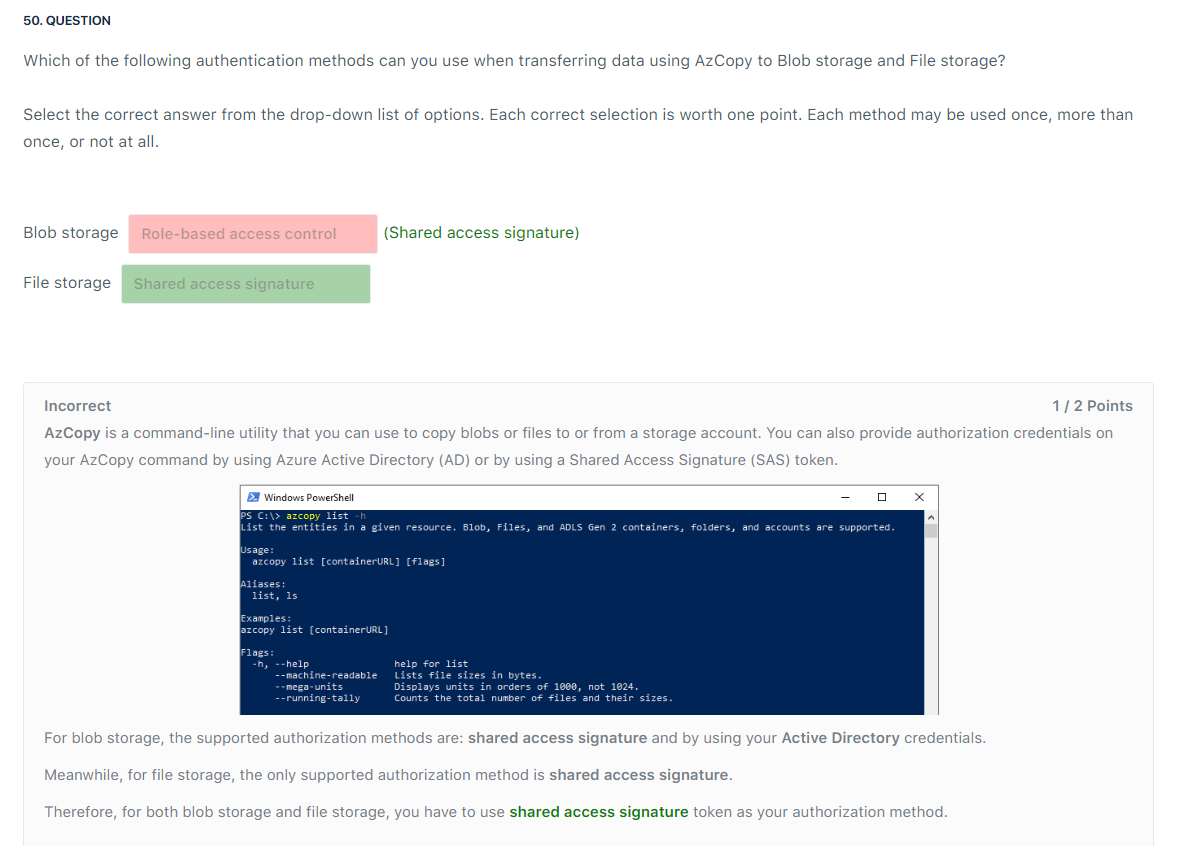 50. QUESTION
Which of the following authentication methods can you use when transferring data using AzCopy to Blob storage and File storage?
Select the correct answer from the drop-down list of options. Each correct selection is worth one point. Each method may be used once, more than
once, or not at all.
Blob storage Role-based access control (Shared access signature)
File storage Shared access signature
Incorrect 1 / 2 Points
AzCopy is a command-line utility that you can use to copy blobs or files to or from a storage account. You can also provide authorization credentials on
your AzCopy command by using Azure Active Directory (AD) or by using a Shared Access Signature (SAS) token.
Windows PowerShell
PS C:\> azcopy list -h
List the entities in a given resource. Blob, Files, and ADLS Gen 2 containers, folders, and accounts are supported.
Usage:
azcopy list [containerURL] [flags]
Aliases:
list, ls
Examples:
azcopy list [containerURL]
Flags:
-h, --help help for list
--machine-readable Lists file sizes in bytes.
--mega-units Displays units in orders of 1000, not 1024.
--running-tally Counts the total number of files and their sizes.
For blob storage, the supported authorization methods are: shared access signature and by using your Active Directory credentials.
Meanwhile, for file storage, the only supported authorization method is shared access signature.
Therefore, for both blob storage and file storage, you have to use shared access signature token as your authorization method.